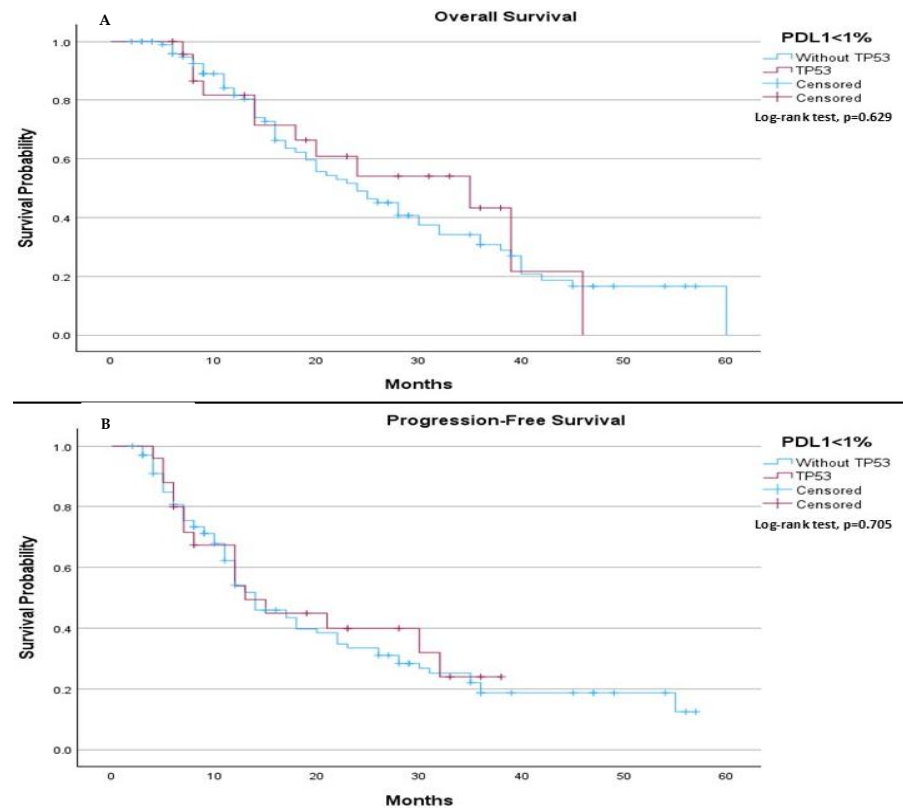 A
Overall Survival
PDL1<1%
Without TP53
TP53
Censored
Censored
Log-rank test, p=0.629
Survival Probability
1.0
0.8
0.6
0.4
0.2
0.0
0 10 20 30 40 50 60
Months
B
Progression-Free Survival
PDL1<1%
Without TP53
TP53
Censored
Censored
Log-rank test, p=0.705
Survival Probability
1.0
0.8
0.6
0.4
0.2
0.0
0 10 20 30 40 50 60
Months